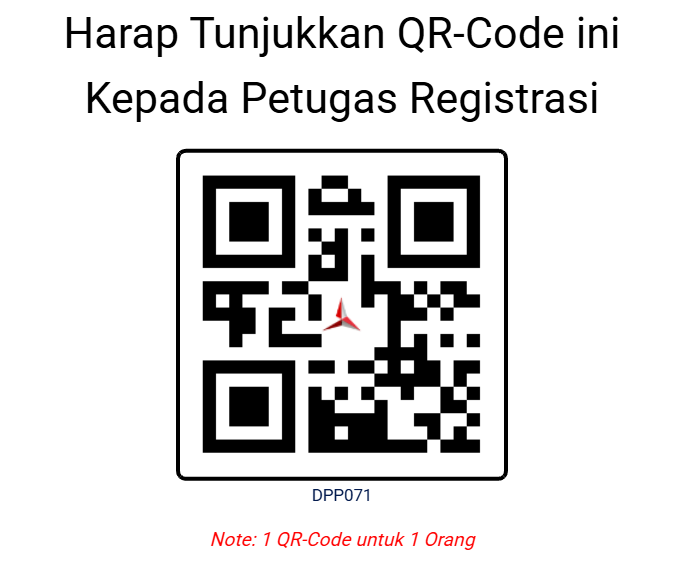 Harap Tunjukkan QR-Code ini
Kepada Petugas Registrasi
DPP071
Note: 1 QR-Code untuk 1 Orang